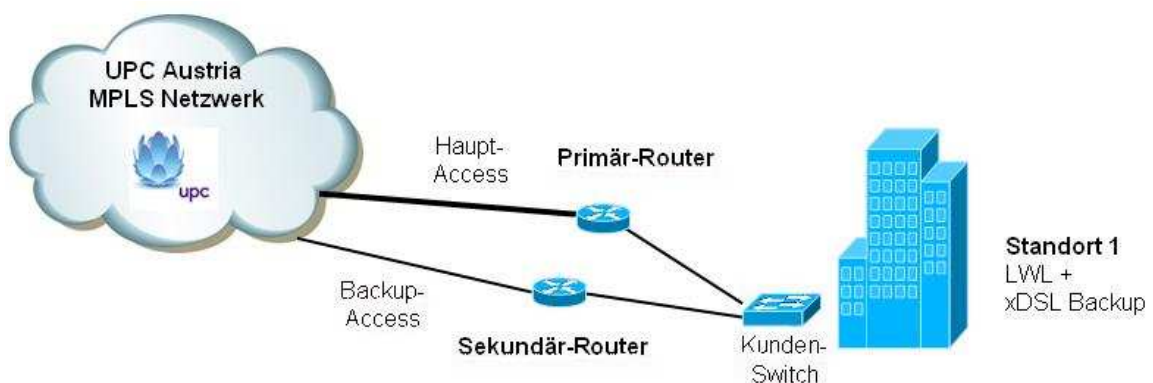 UPC Austria
MPLS Netzwerk
upc
Haupt-
Access
Primär-Router
Backup-
Access
Sekundär-Router
Kunden-
Switch
Standort 1
LWL +
xDSL Backup